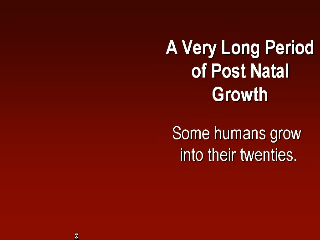 A Very Long Period
of Post Natal
Growth
Some humans grow
into their twenties.